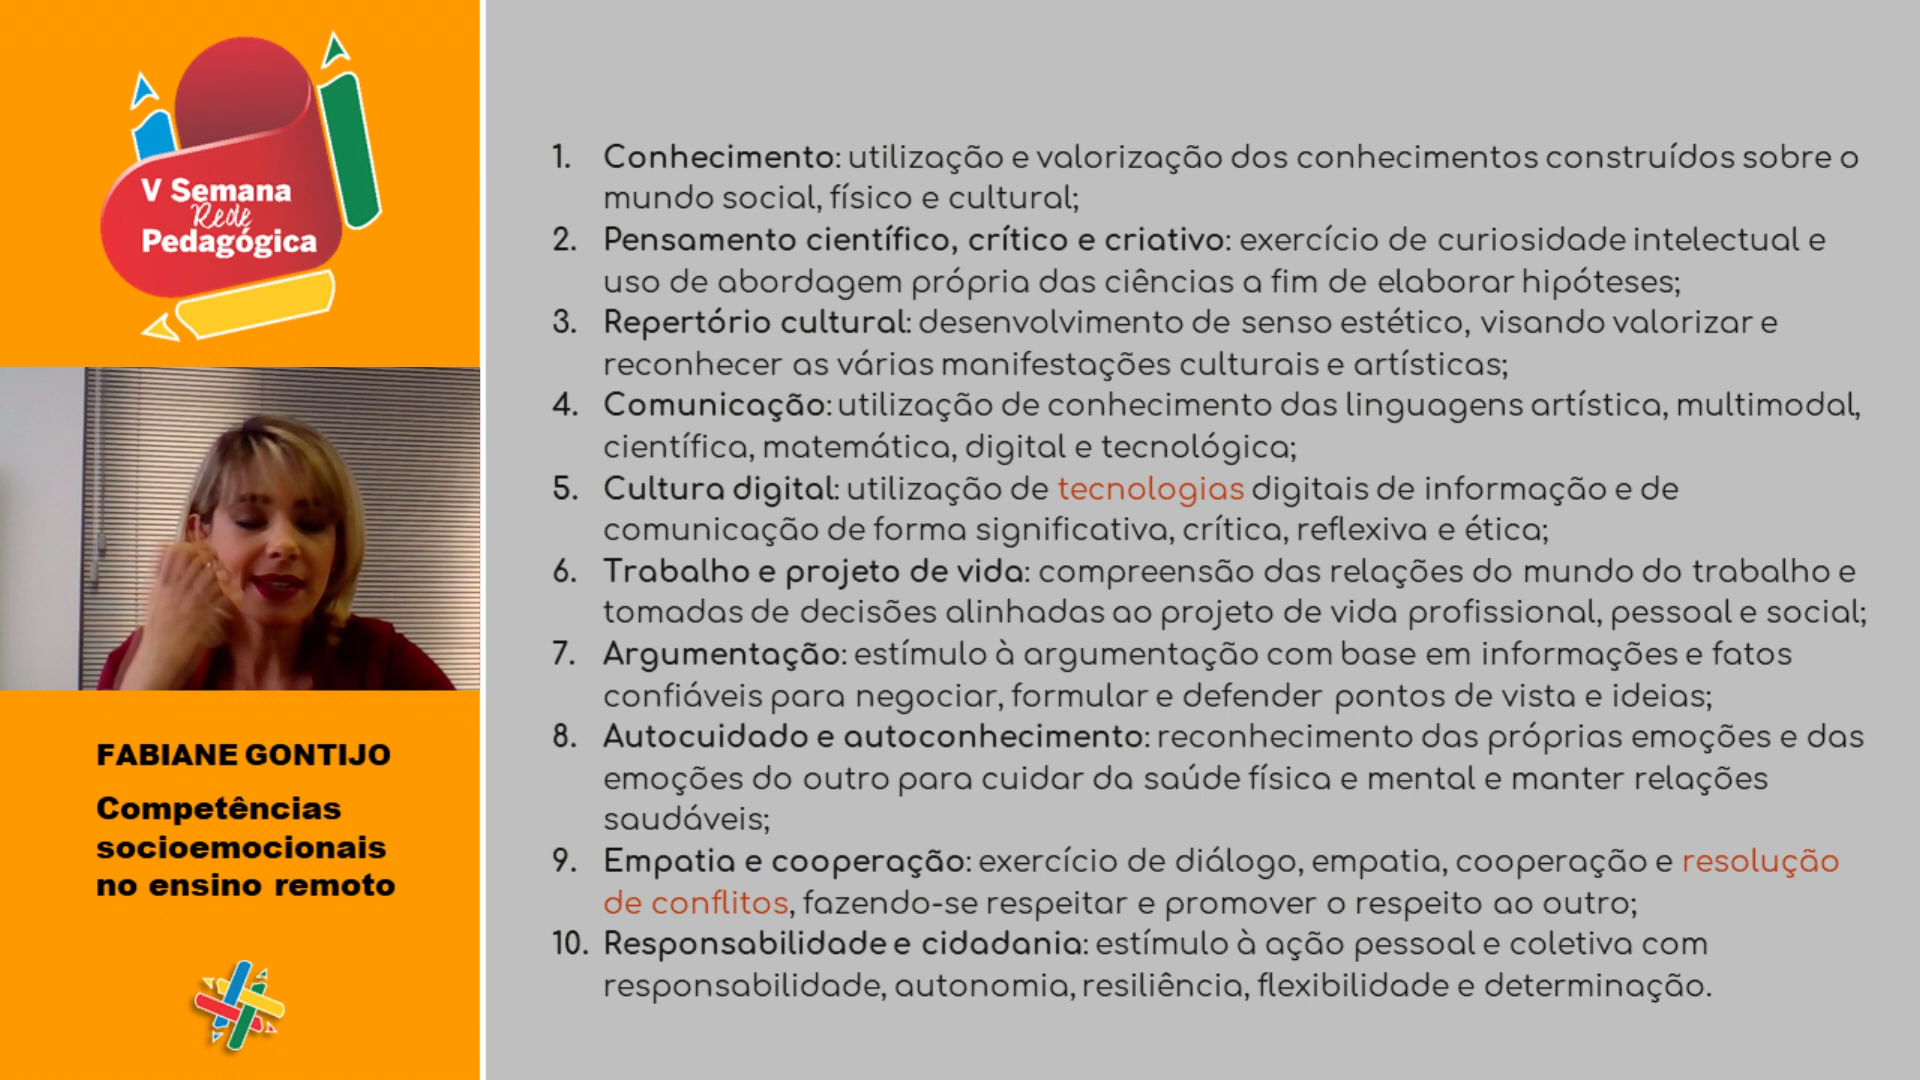 V Semana
Rede
Pedagógica
FABIANE GONTIJO
Competências
socioemocionais
no ensino remoto
1. Conhecimento: utilização e valorização dos conhecimentos construídos sobre o
mundo social, físico e cultural;
2. Pensamento científico, crítico e criativo: exercício de curiosidade intelectual e
uso de abordagem própria das ciências a fim de elaborar hipóteses;
3. Repertório cultural: desenvolvimento de senso estético, visando valorizar e
reconhecer as várias manifestações culturais e artísticas;
4. Comunicação: utilização de conhecimento das linguagens artística, multimodal,
científica, matemática, digital e tecnológica;
5. Cultura digital: utilização de tecnologias digitais de informação e de
comunicação de forma significativa, crítica, reflexiva e ética;
6. Trabalho e projeto de vida: compreensão das relações do mundo do trabalho e
tomadas de decisões alinhadas ao projeto de vida profissional, pessoal e social;
7. Argumentação: estímulo à argumentação com base em informações e fatos
confiáveis para negociar, formular e defender pontos de vista e ideias;
8. Autocuidado e autoconhecimento: reconhecimento das próprias emoções e das
emoções do outro para cuidar da saúde física e mental e manter relações
saudáveis;
9. Empatia e cooperação: exercício de diálogo, empatia, cooperação e resolução
de conflitos, fazendo-se respeitar e promover o respeito ao outro;
10. Responsabilidade e cidadania: estímulo à ação pessoal e coletiva com
responsabilidade, autonomia, resiliência, flexibilidade e determinação.